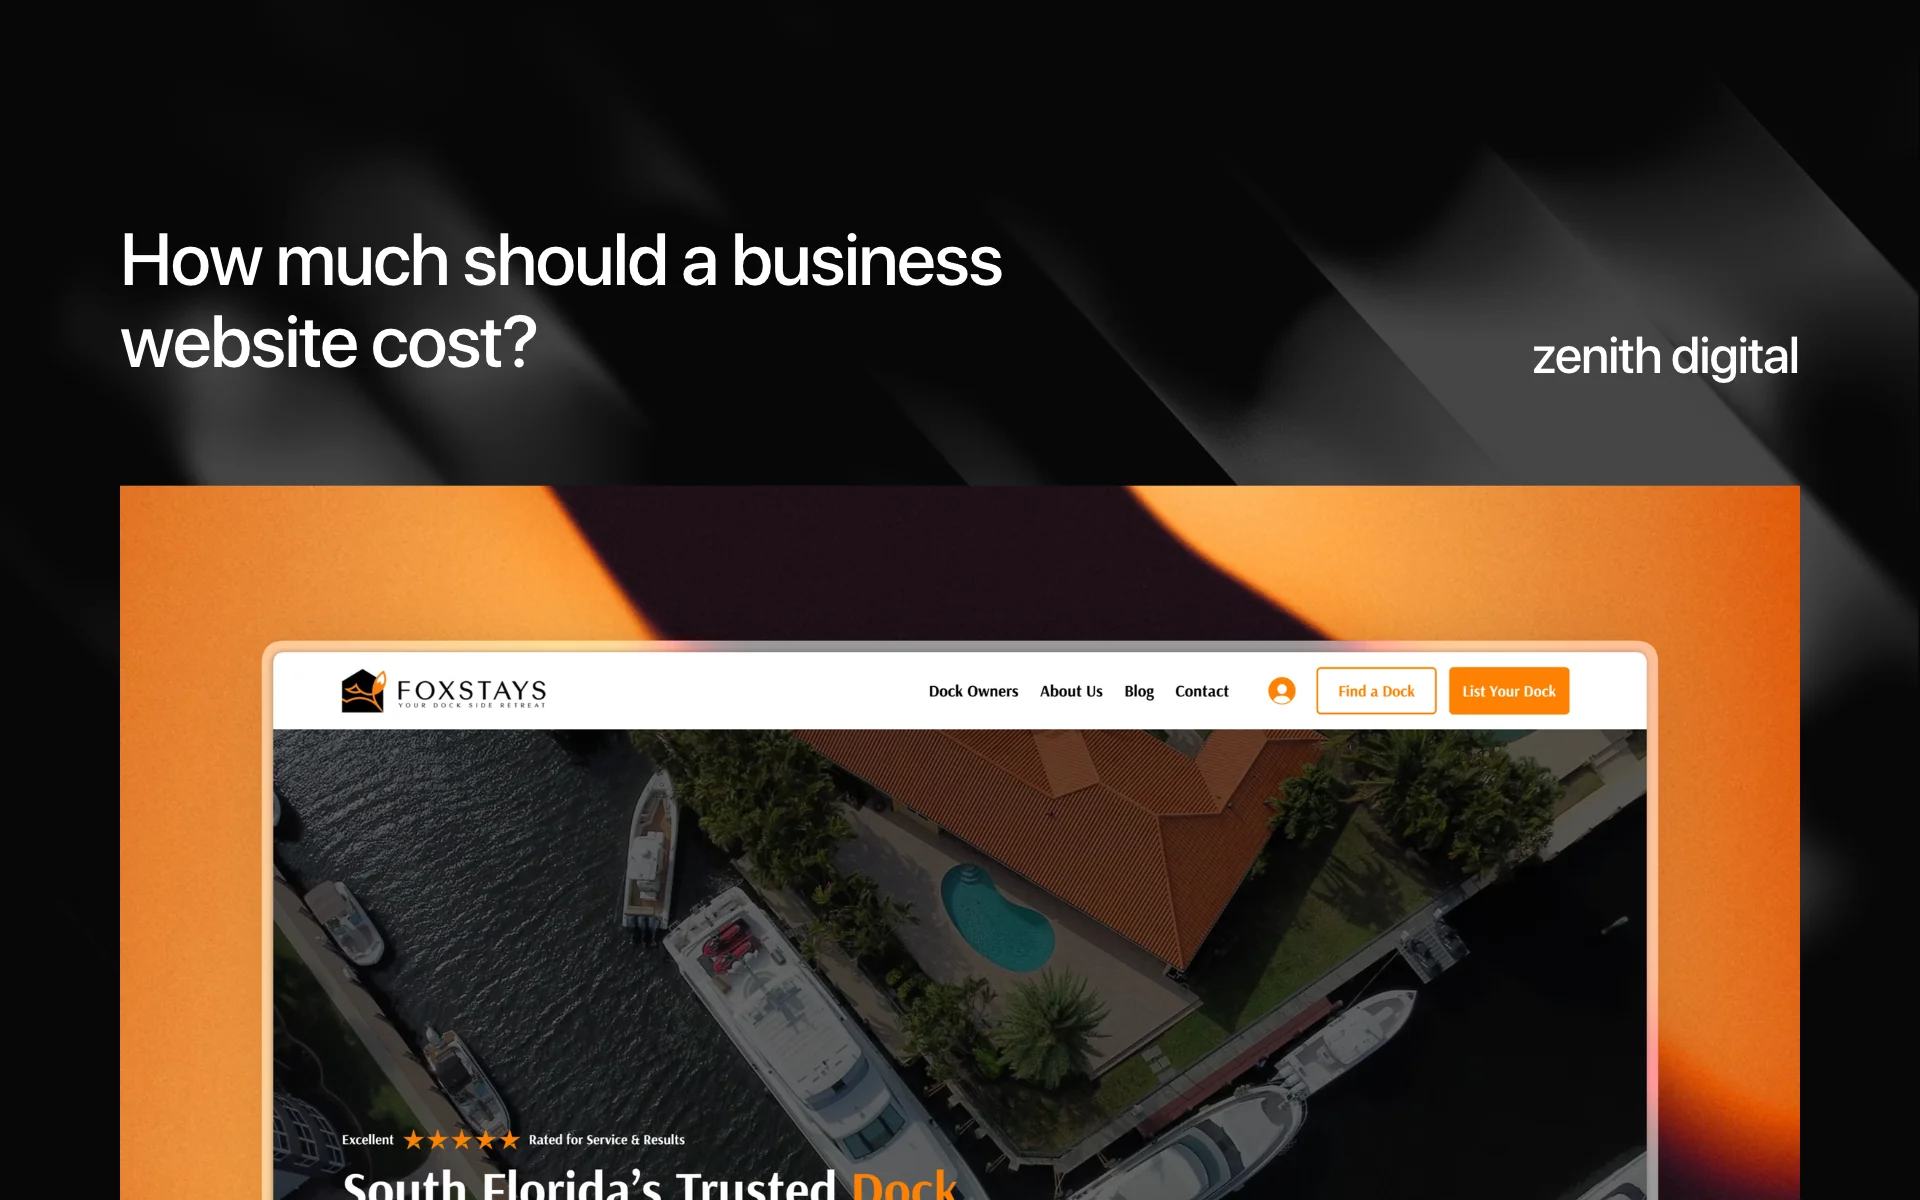 How much should a business
website cost?
zenith digital
FOXSTAYS
YOUR DOCK SIDE RETREAT
Dock Owners About Us Blog Contact Find a Dock List Your Dock
Excellent Rated for Service & Results
South Florida's Trusted Dock